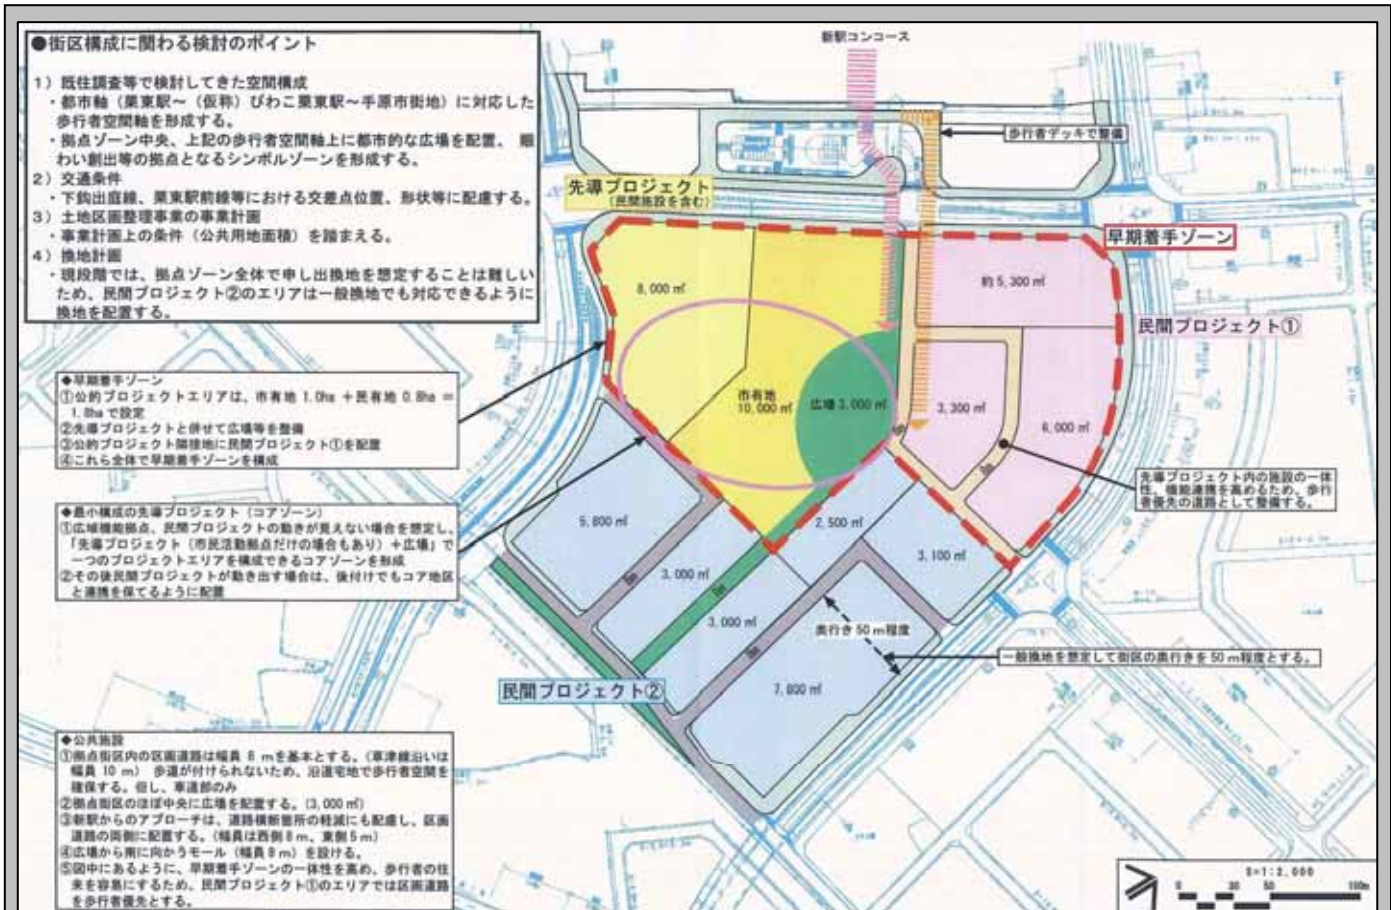 ●街区構成に関わる検討のポイント
1）既往調査等で検討してきた空間構成
・都市軸（栗東駅～（仮称）びわこ栗東駅～手原市街地）に対応した
歩行者空間軸を形成する。
・拠点ゾーン中央、上記の歩行者空間軸上に都市的な広場を配置、賑
わい創出等の拠点となるシンボルゾーンを形成する。
2）交通条件
・下鈎出庭線、栗東駅前線等における交差点位置、形状等に配慮する。
3）土地区画整理事業の事業計画
・事業計画上の条件（公共用地面積）を踏まえる。
4）換地計画
・現段階では、拠点ゾーン全体で申し出換地を想定することは難しい
ため、民間プロジェクト②のエリアは一般換地でも対応できるように
換地を配置する。
新駅コンコース
歩行者デッキで整備
先導プロジェクト
（民間施設を含む）
早期着手ゾーン
8,000 ㎡
約5,300 ㎡
民間プロジェクト①
市有地
10,000 ㎡
広場 3,000 ㎡
3,300 ㎡
6,000 ㎡
◆早期着手ゾーン
①公的プロジェクトエリアは、市有地 1.0ha ＋民有地 0.8ha ＝
1.8ha で設定
②先導プロジェクトと併せて広場等を整備
③公的プロジェクト隣接地に民間プロジェクト①を配置
④これら全体で早期着手ゾーンを構成
先導プロジェクト内の施設の一体
性、機能連携を高めるため、歩行
者優先の道路として整備する。
◆最小構成の先導プロジェクト（コアゾーン）
①広域機能拠点、民間プロジェクトの動きが見えない場合を想定し、
「先導プロジェクト（市民活動拠点だけの場合もあり）＋広場」で
一つのプロジェクトエリアを構成できるコアゾーンを形成
②その後民間プロジェクトが動き出す場合は、後付けでもコア地区
と連携を保てるように配置
5,800 ㎡
2,500 ㎡
3,100 ㎡
3,000 ㎡
3,000 ㎡
奥行き 50 ｍ程度
一般換地を想定して街区の奥行きを 50 ｍ程度とする。
7,800 ㎡
民間プロジェクト②
◆公共施設
①拠点街区内の区画道路は幅員 8 ｍを基本とする。（草津線沿いは
幅員 10 ｍ） 歩道が付けられないため、沿道宅地で歩行者空間を
確保する。但し、車道部のみ
②拠点街区のほぼ中央に広場を配置する。（3,000 ㎡）
③新駅からのアプローチは、道路横断箇所の軽減にも配慮し、区画
道路の両側に配置する。（幅員は西側 8 ｍ、東側 5 ｍ）
④広場から南に向かうモール（幅員 8 ｍ）を設ける。
⑤図中にあるように、早期着手ゾーンの一体性を高め、歩行者の往
来を容易にするため、民間プロジェクト①のエリアでは区画道路
を歩行者優先とする。
S=1:2,000
0 30 50 100m